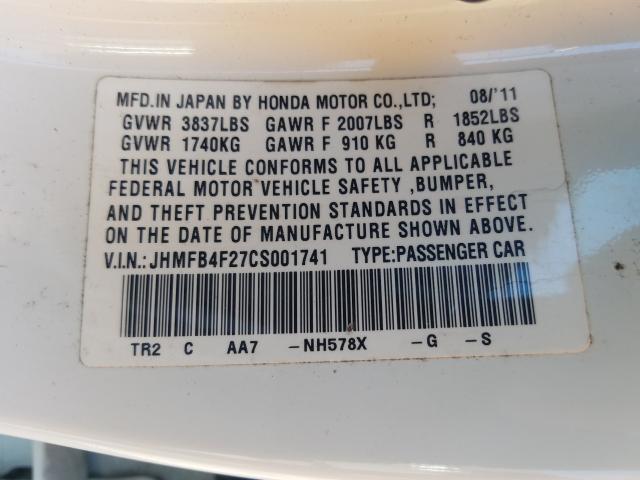 MFD.IN JAPAN BY HONDA MOTOR CO.,LTD; 08/'11
GVWR 3837LBS GAWR F 2007LBS R 1852LBS
GVWR 1740KG GAWR F 910 KG R 840 KG
THIS VEHICLE CONFORMS TO ALL APPLICABLE
FEDERAL MOTOR VEHICLE SAFETY ,BUMPER,
AND THEFT PREVENTION STANDARDS IN EFFECT
ON THE DATE OF MANUFACTURE SHOWN ABOVE.
V.I.N.:JHMFB4F27CS001741 TYPE:PASSENGER CAR
TR2 C AA7 -NH578X -G -S